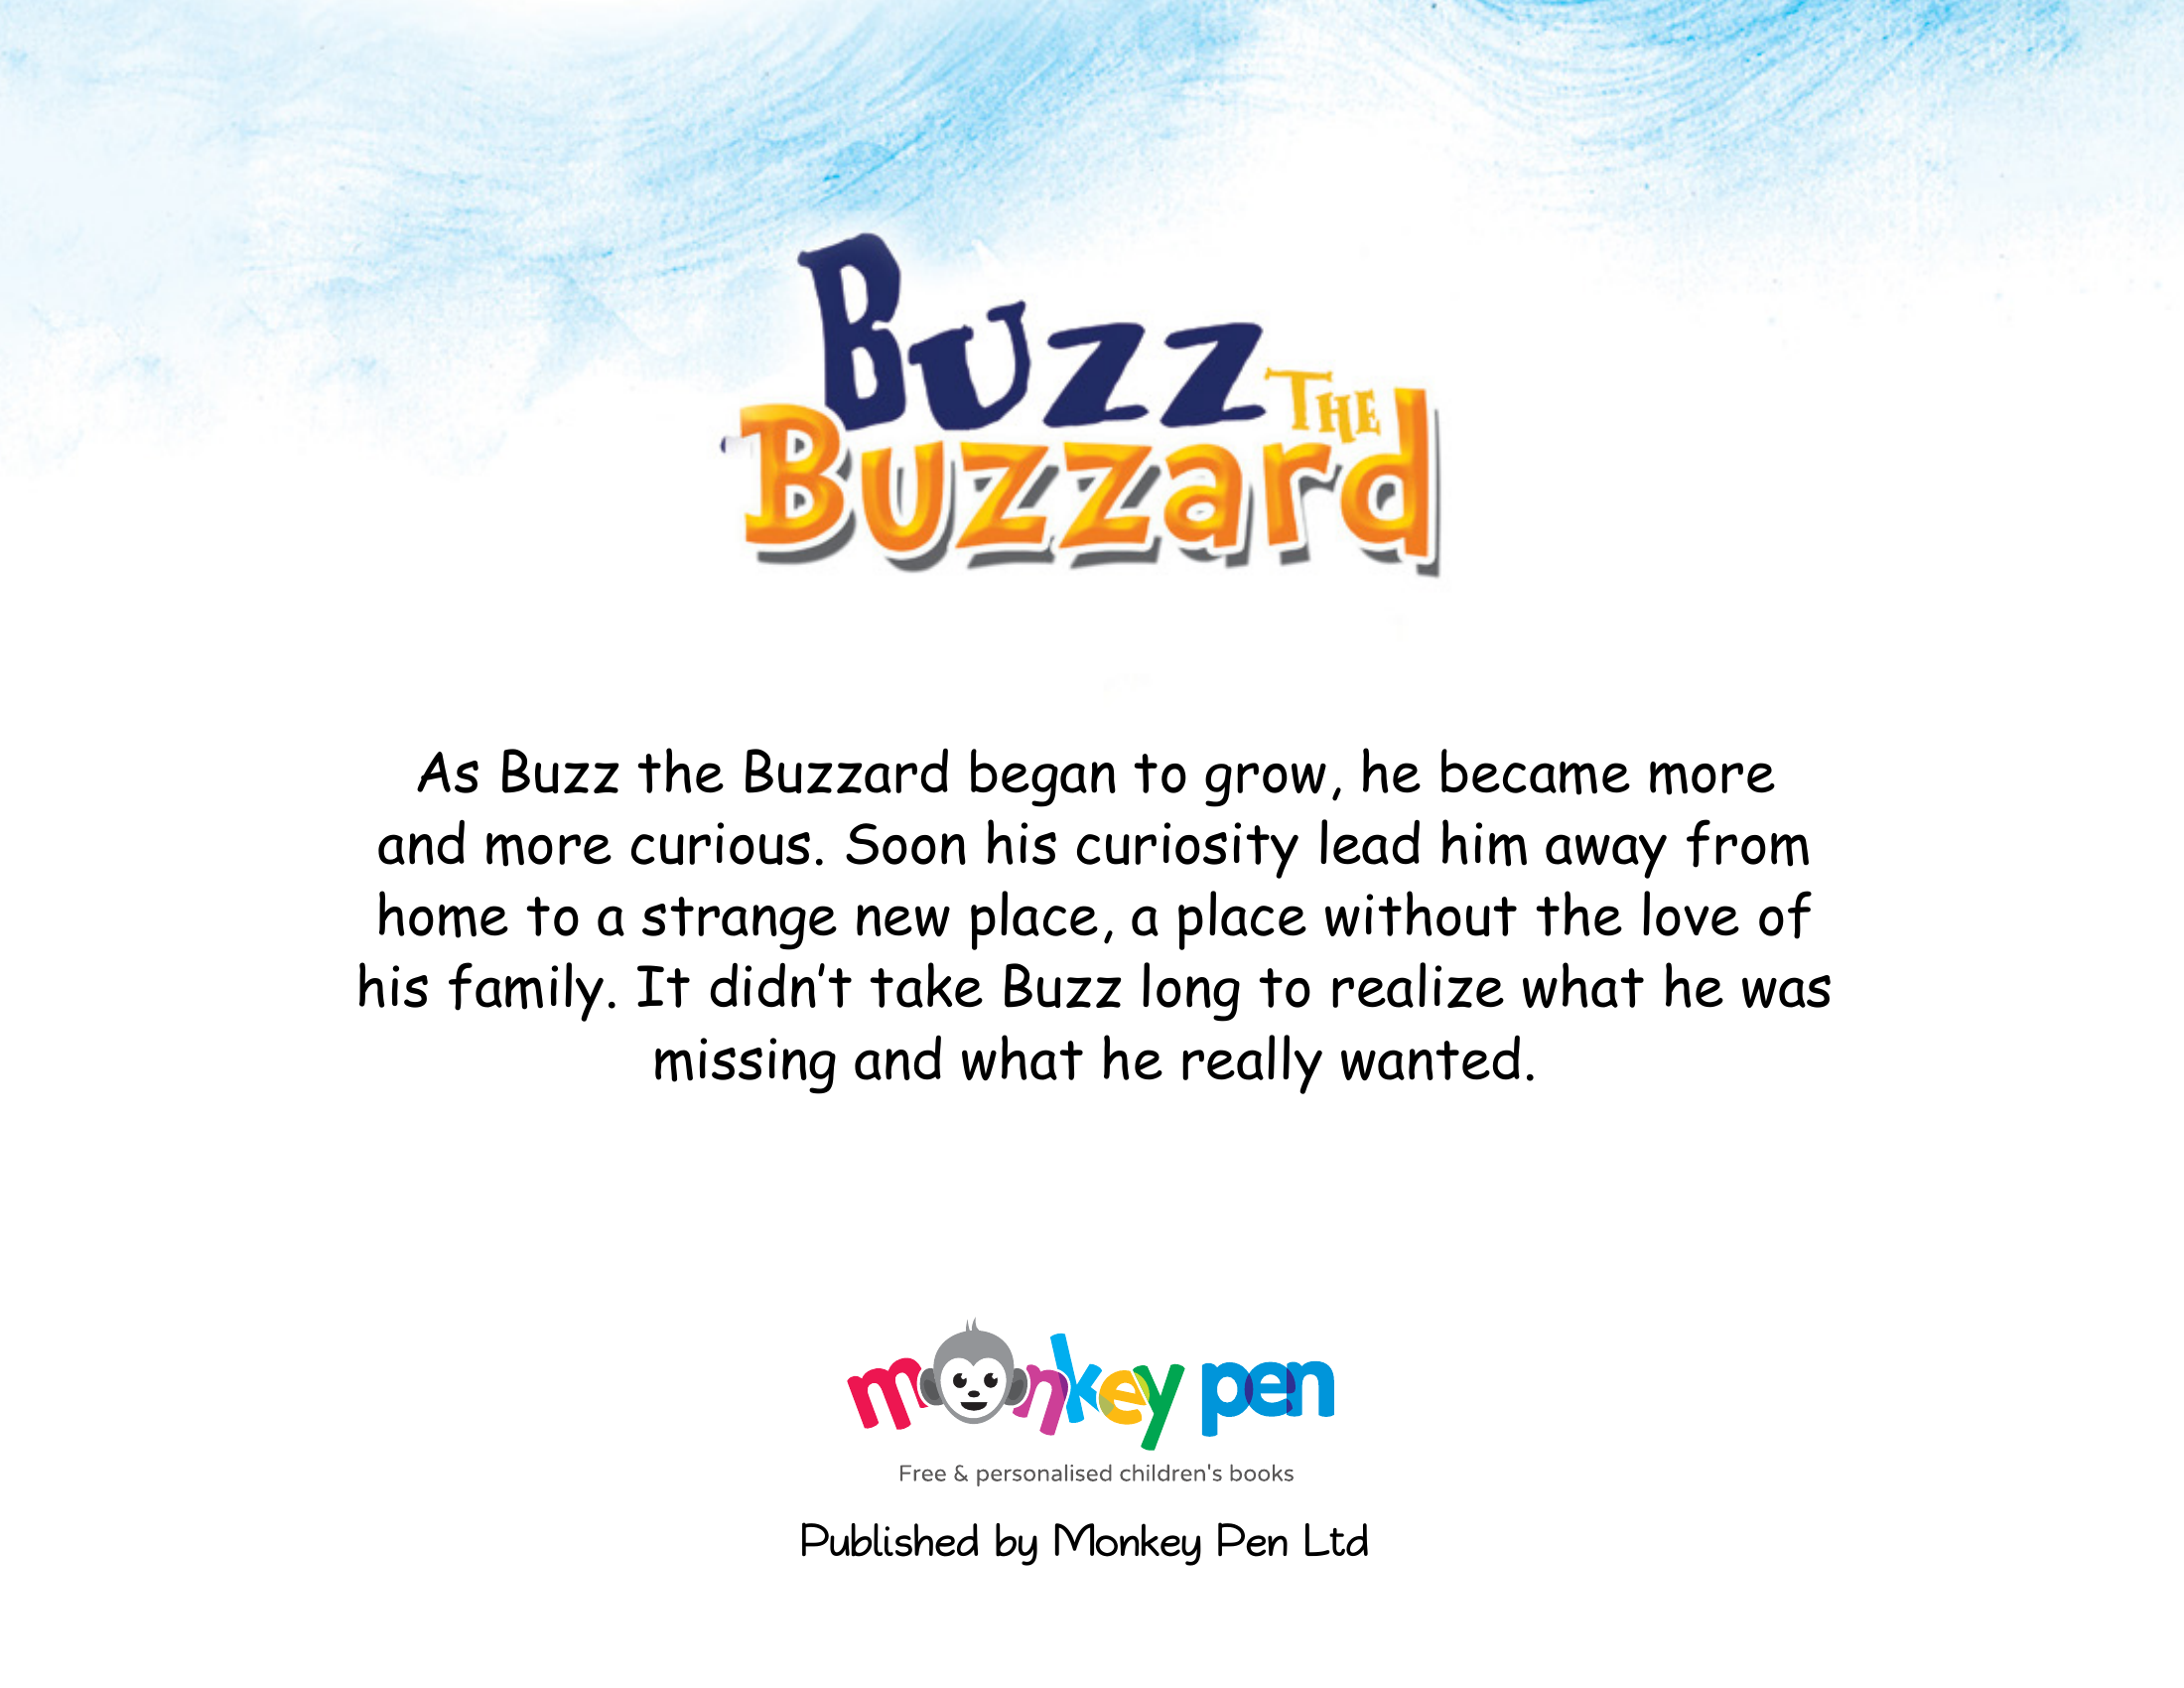 Buzz The
Buzzard
As Buzz the Buzzard began to grow, he became more
and more curious. Soon his curiosity lead him away from
home to a strange new place, a place without the love of
his family. It didn't take Buzz long to realize what he was
missing and what he really wanted.
monkey pen
Free & personalised children's books
Published by Monkey Pen Ltd